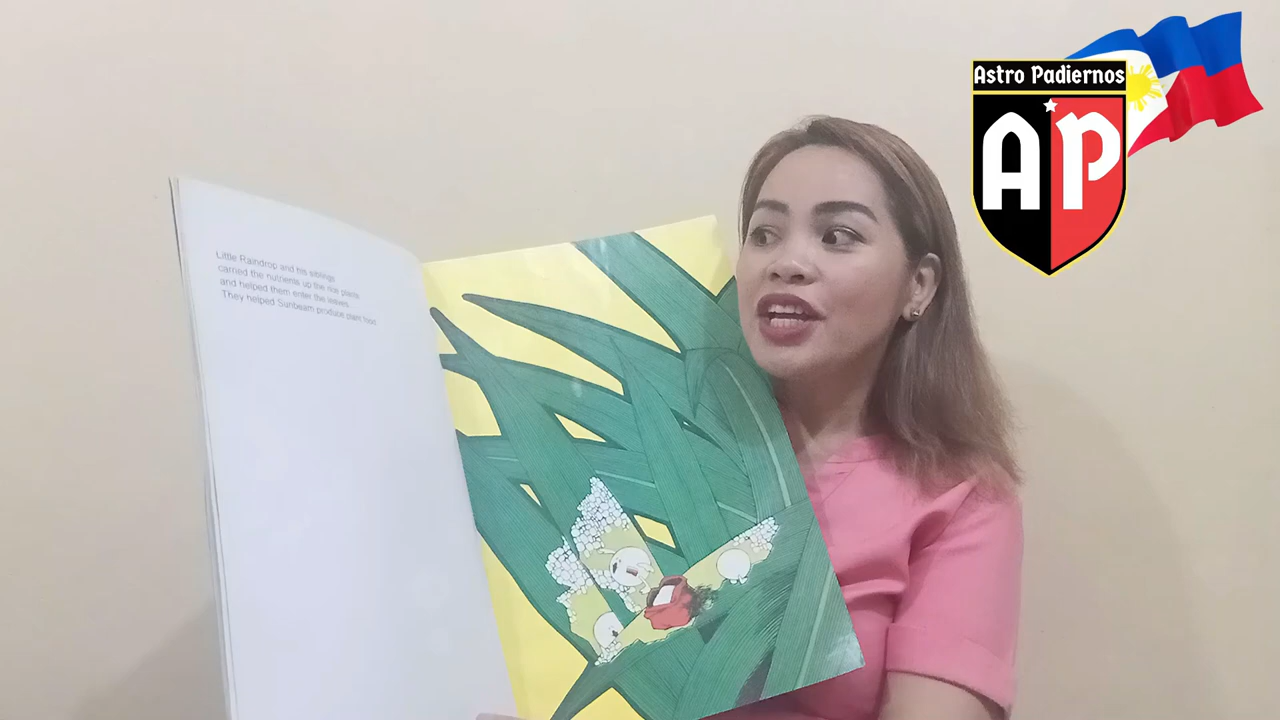 Little Raindrop and his siblings
carried the nutrients up the rice plants
and helped them enter the leaves.
They helped Sunbeam produce plant food.
Astro Padiernos
AP